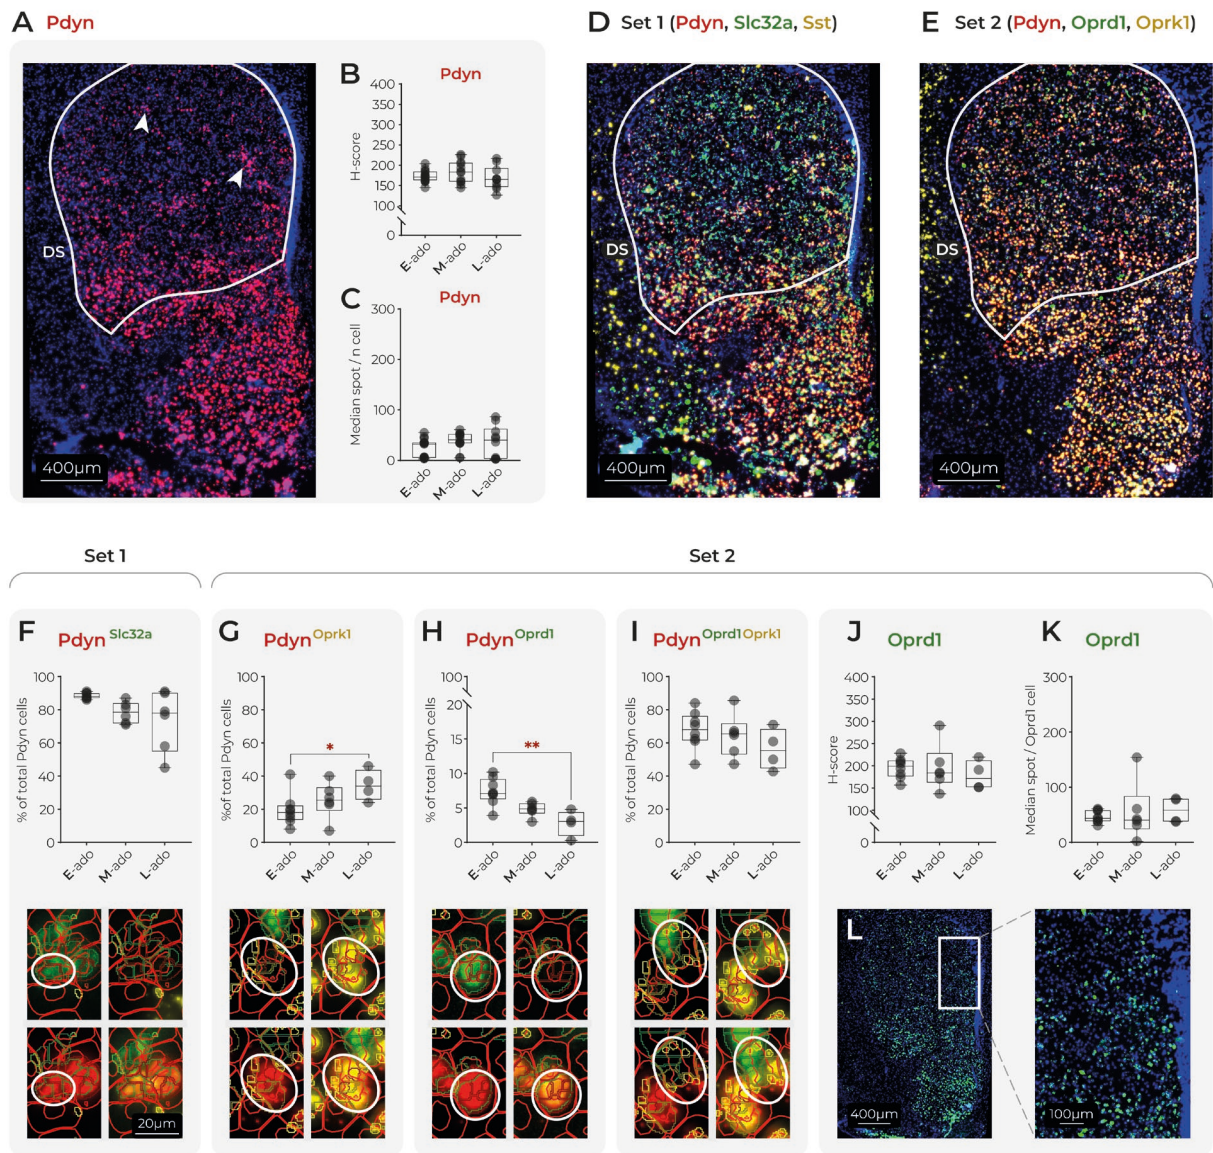 A Pdyn
D Set 1 (Pdyn, Slc32a, Sst)
E Set 2 (Pdyn, Oprd1, Oprk1)
DS
400µm
B
Pdyn
H-score
400
350
300
250
200
150
100
0
E-ado
M-ado
L-ado
C
Pdyn
Median spot / n cell
300
200
100
0
E-ado
M-ado
L-ado
DS
400µm
DS
400µm
Set 1
Set 2
F
Pdyn Slc32a
% of total Pdyn cells
100
80
60
40
20
0
E-ado
M-ado
L-ado
20µm
G
Pdyn Oprk1
%of total Pdyn cells
100
80
60
40
20
0
*
E-ado
M-ado
L-ado
H
Pdyn Oprd1
% of total Pdyn cells
100
20
15
10
5
0
**
E-ado
M-ado
L-ado
I
Pdyn Oprd1 Oprk1
% of total Pdyn cells
100
80
60
40
20
0
E-ado
M-ado
L-ado
J
Oprd1
H-score
400
350
300
250
200
150
100
0
E-ado
M-ado
L-ado
K
Oprd1
Median spot / Oprd1 cell
300
200
100
0
E-ado
M-ado
L-ado
L
400µm
100µm